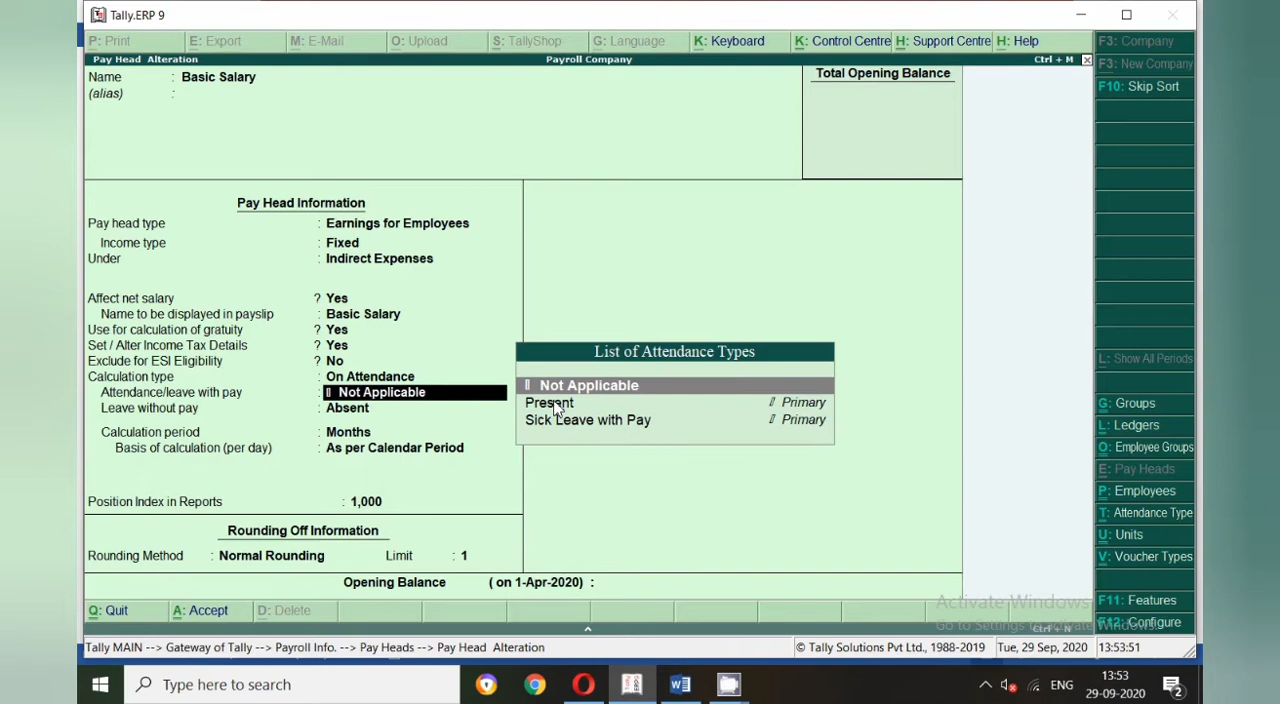 Tally.ERP 9
P: Print E: Export M: E-Mail O: Upload S: TallyShop G: Language K: Keyboard K: Control Centre H: Support Centre H: Help
Pay Head Alteration Payroll Company Ctrl + M
Name : Basic Salary
(alias) :
Total Opening Balance
Pay Head Information
Pay head type : Earnings for Employees
Income type : Fixed
Under : Indirect Expenses
Affect net salary ? Yes
Name to be displayed in payslip : Basic Salary
Use for calculation of gratuity ? Yes
Set / Alter Income Tax Details ? Yes
Exclude for ESI Eligibility ? No
Calculation type : On Attendance
Attendance/leave with pay : Not Applicable
Leave without pay : Absent
Calculation period : Months
Basis of calculation (per day) : As per Calendar Period
Position Index in Reports : 1,000
Rounding Off Information
Rounding Method : Normal Rounding Limit : 1
Opening Balance ( on 1-Apr-2020) :
List of Attendance Types
Not Applicable
Present Primary
Sick Leave with Pay Primary
F3: Company
F3: New Company
F10: Skip Sort
L: Show All Periods
G: Groups
L: Ledgers
O: Employee Groups
E: Pay Heads
P: Employees
T: Attendance Type
U: Units
V: Voucher Types
F11: Features
F12: Configure
Q: Quit A: Accept D: Delete
Activate Windows
Go to Settings to activate Windows.
Ctrl + N
Tally MAIN --> Gateway of Tally --> Payroll Info. --> Pay Heads --> Pay Head Alteration © Tally Solutions Pvt Ltd., 1988-2019 Tue, 29 Sep, 2020 13:53:51
Type here to search
ENG 13:53
29-09-2020
2